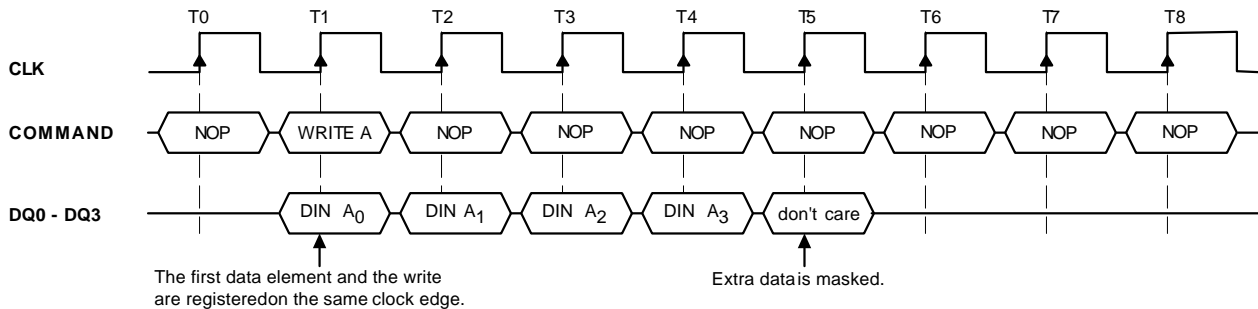 T0 T1 T2 T3 T4 T5 T6 T7 T8
CLK
COMMAND NOP WRITE A NOP NOP NOP NOP NOP NOP NOP
DQ0 - DQ3 DIN A0 DIN A1 DIN A2 DIN A3 don't care
The first data element and the write
are registeredon the same clock edge.
Extra datais masked.